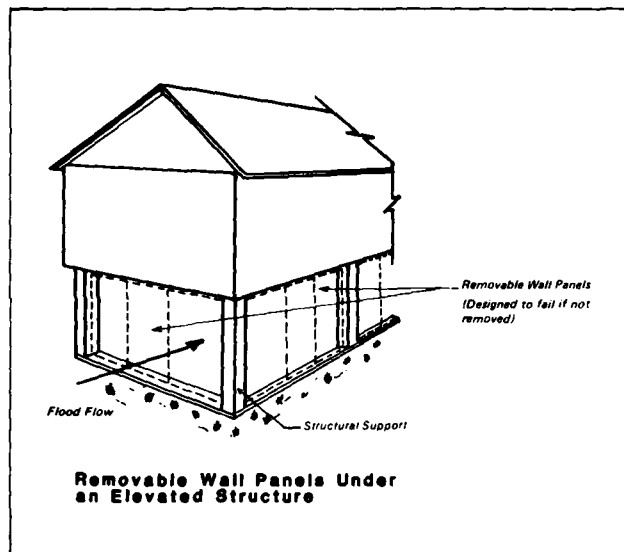 Removable Wall Panels
(Designed to fail if not
removed)
Flood Flow
Structural Support
Removable Wall Panels Under
an Elevated Structure